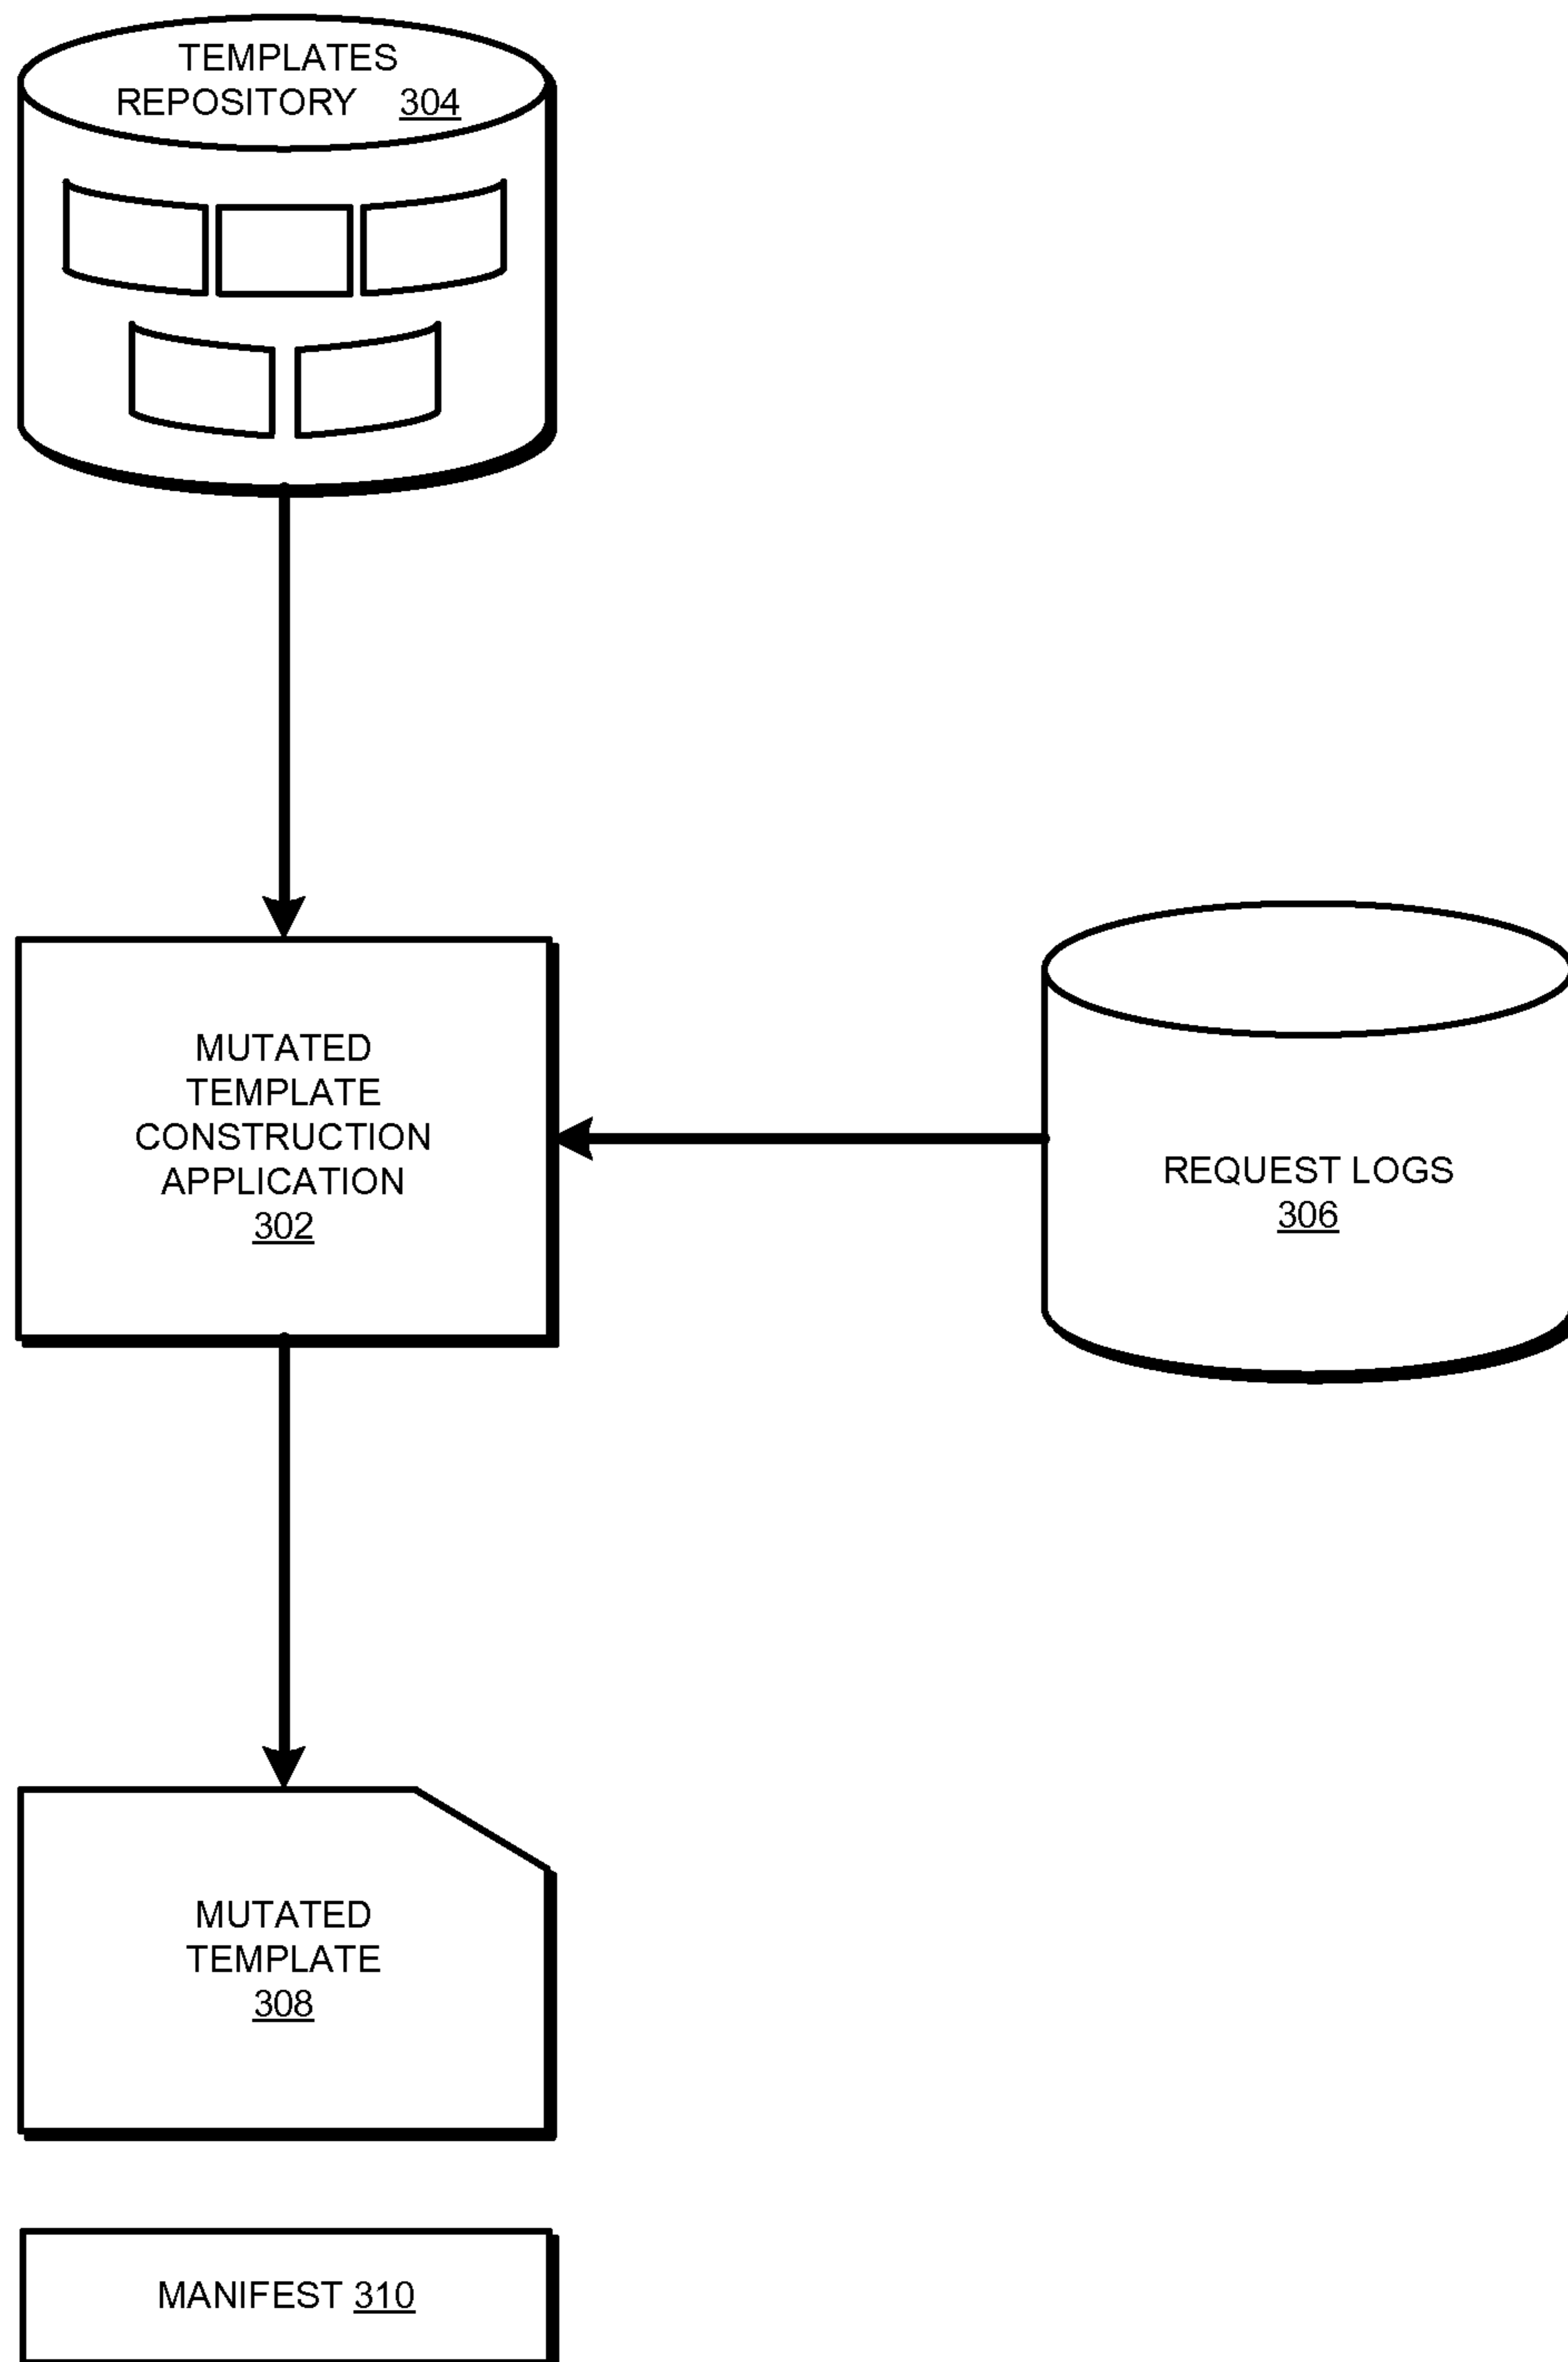 TEMPLATES
REPOSITORY 304
MUTATED
TEMPLATE
CONSTRUCTION
APPLICATION
302
REQUEST LOGS
306
MUTATED
TEMPLATE
308
MANIFEST 310